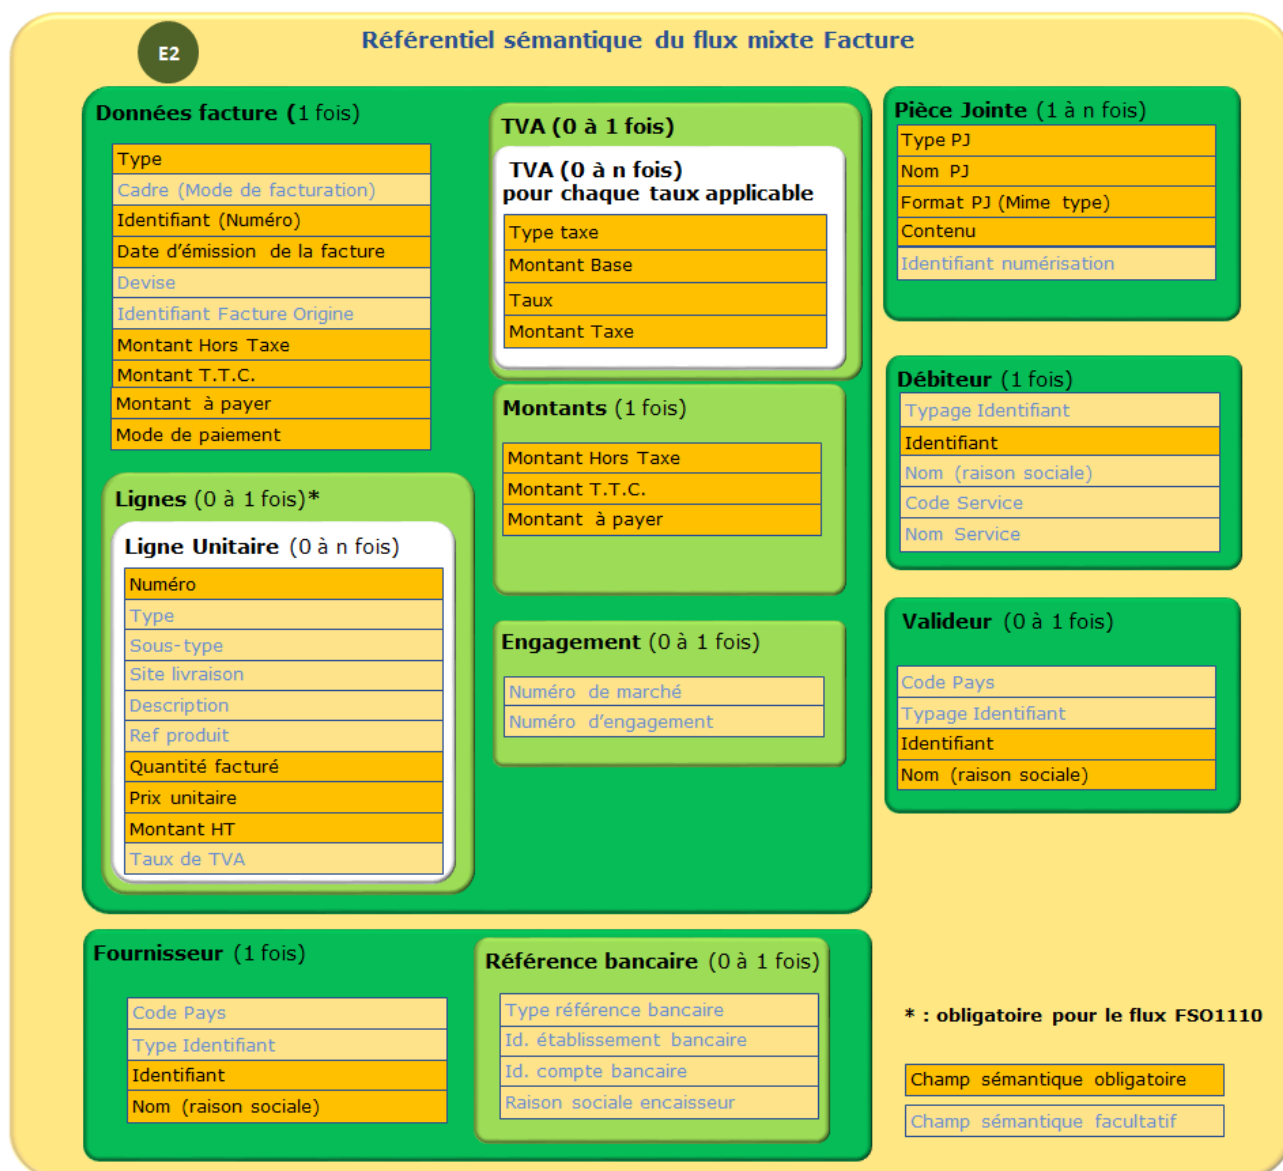 E2
Référentiel sémantique du flux mixte Facture
Données facture (1 fois)
Type
Cadre (Mode de facturation)
Identifiant (Numéro)
Date d'émission de la facture
Devise
Identifiant Facture Origine
Montant Hors Taxe
Montant T.T.C.
Montant à payer
Mode de paiement
Lignes (0 à 1 fois)*
Ligne Unitaire (0 à n fois)
Numéro
Type
Sous-type
Site livraison
Description
Ref produit
Quantité facturé
Prix unitaire
Montant HT
Taux de TVA
TVA (0 à 1 fois)
TVA (0 à n fois)
pour chaque taux applicable
Type taxe
Montant Base
Taux
Montant Taxe
Montants (1 fois)
Montant Hors Taxe
Montant T.T.C.
Montant à payer
Engagement (0 à 1 fois)
Numéro de marché
Numéro d'engagement
Pièce Jointe (1 à n fois)
Type PJ
Nom PJ
Format PJ (Mime type)
Contenu
Identifiant numérisation
Débiteur (1 fois)
Typage Identifiant
Identifiant
Nom (raison sociale)
Code Service
Nom Service
Valideur (0 à 1 fois)
Code Pays
Typage Identifiant
Identifiant
Nom (raison sociale)
Fournisseur (1 fois)
Code Pays
Type Identifiant
Identifiant
Nom (raison sociale)
Référence bancaire (0 à 1 fois)
Type référence bancaire
Id. établissement bancaire
Id. compte bancaire
Raison sociale encaisseur
* : obligatoire pour le flux FSO1110
Champ sémantique obligatoire
Champ sémantique facultatif